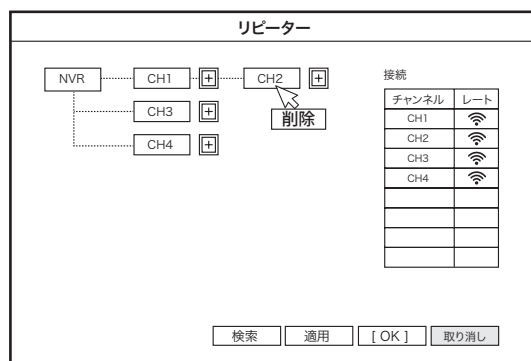 リピーター
NVR CH1 + CH2 +
CH3 +
CH4 +
削除
接続
チャンネル レート
CH1
CH2
CH3
CH4
検索 適用 [ OK ] 取り消し